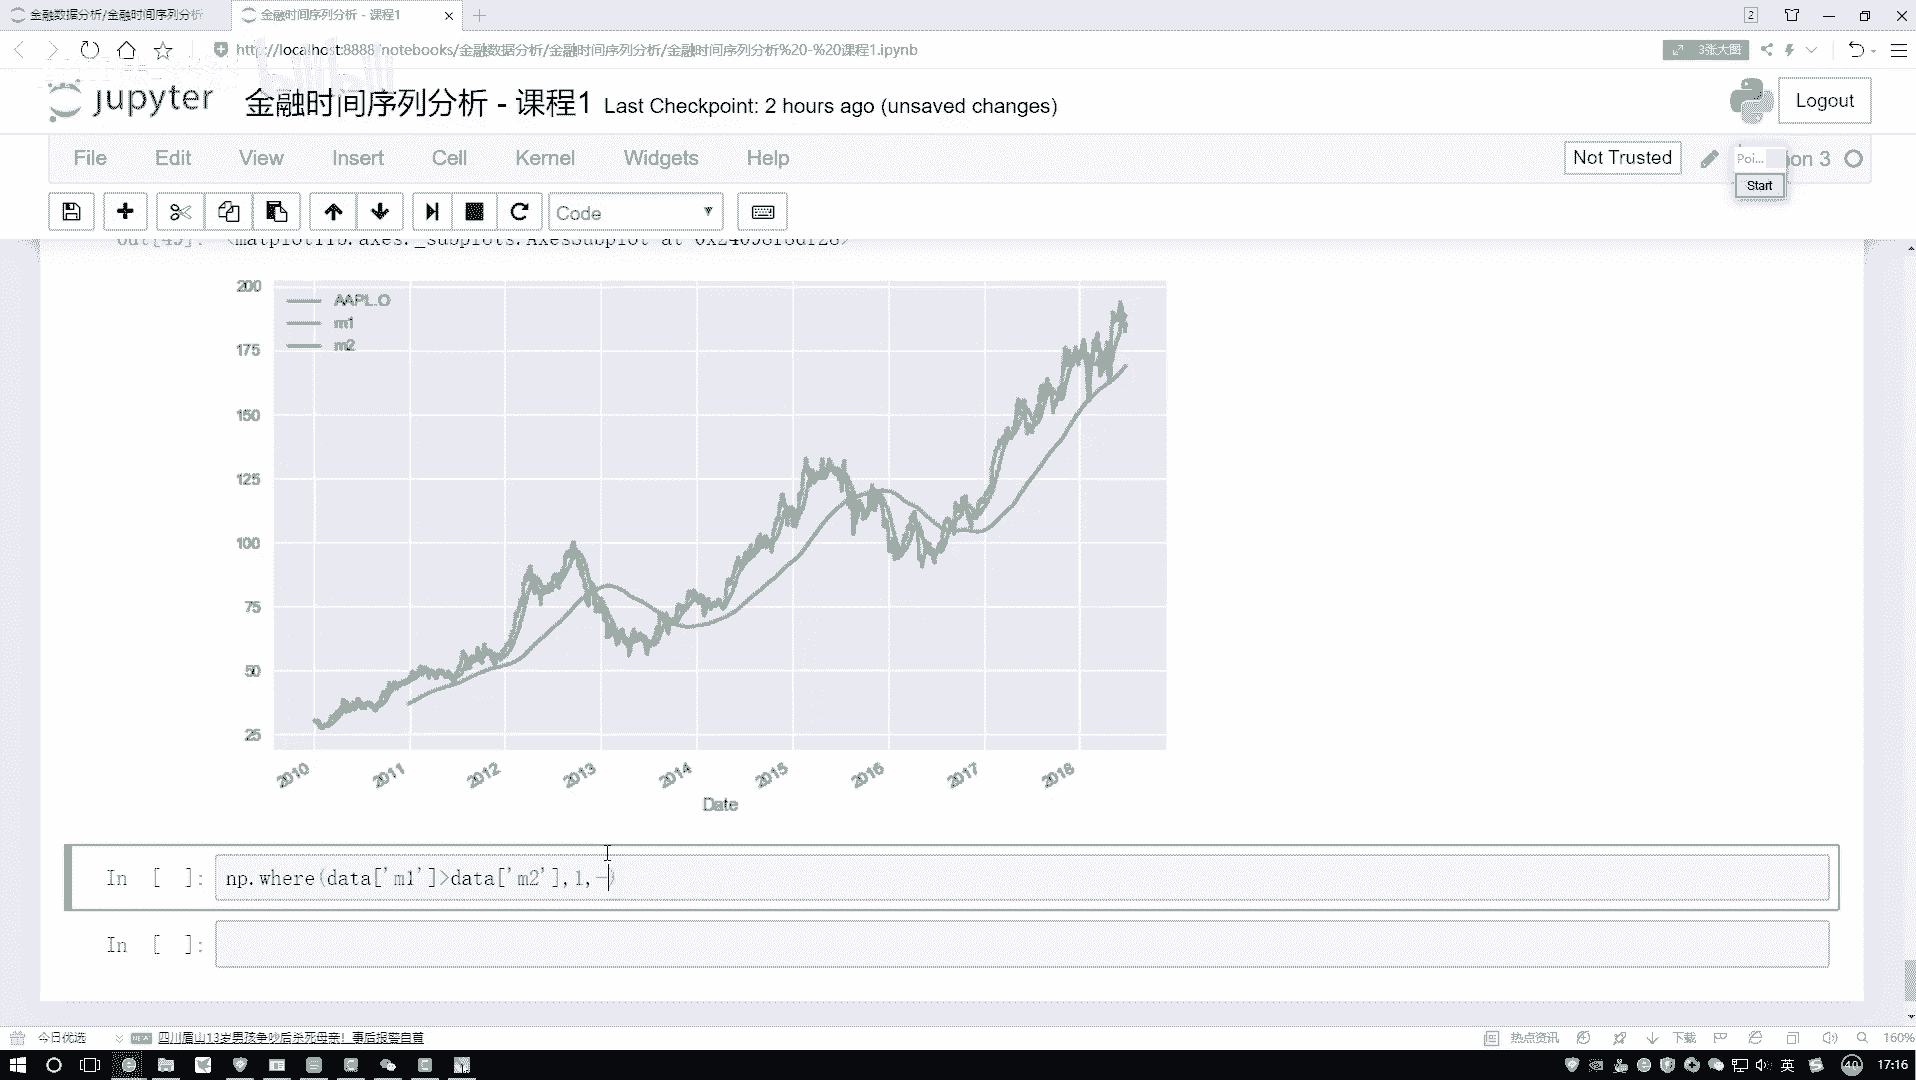 金融数据分析/金融时间序列分析
金融时间序列分析 - 课程1
2
http://localhost:8888/notebooks/金融数据分析/金融时间序列分析/金融时间序列分析%20-%20课程1.ipynb
3张大图
jupyter
金融时间序列分析 - 课程1 Last Checkpoint: 2 hours ago (unsaved changes)
Logout
File Edit View Insert Cell Kernel Widgets Help
Not Trusted
Poi...
on 3
Start
Code
Out[49]: <matplotlib.axes._subplots.AxesSubplot at
AAPL.O
m1
m2
200
175
150
125
100
75
50
25
2010 2011 2012 2013 2014 2015 2016 2017 2018
Date
In [ ]: np.where(data['m1']>data['m2'],1,-)
In [ ]:
今日优选
NEW
四川眉山13岁男孩争吵后杀死母亲！事后报警自首
热点资讯
下载
160%
英
40
17:16